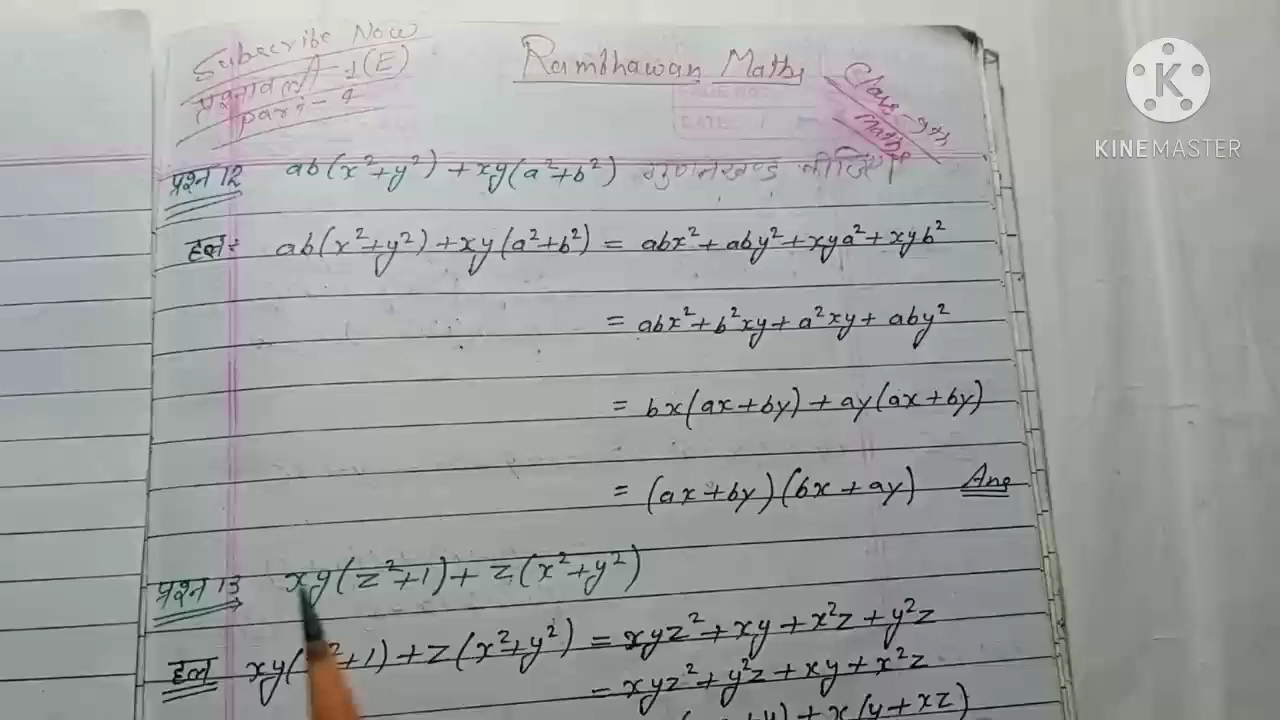 Subscribe Now
प्रश्नावली-1(E)
part-4
Rambhawan Maths
Class-9th
Maths
K
KINEMASTER
प्रश्न 12 ab(x²+y²)+xy(a²+b²) गुणनखण्ड कीजिए।
हल: ab(x²+y²)+xy(a²+b²) = abx²+aby²+xya²+xyb²
= abx²+b²xy+a²xy+aby²
= bx(ax+by)+ay(ax+by)
= (ax+by)(bx+ay) Ans
प्रश्न 13 xy(z²+1)+z(x²+y²)
हल xy( ²+1)+z(x²+y²) = xyz²+xy+x²z+y²z
= xyz²+y²z+xy+x²z
+y)+x(y+xz)